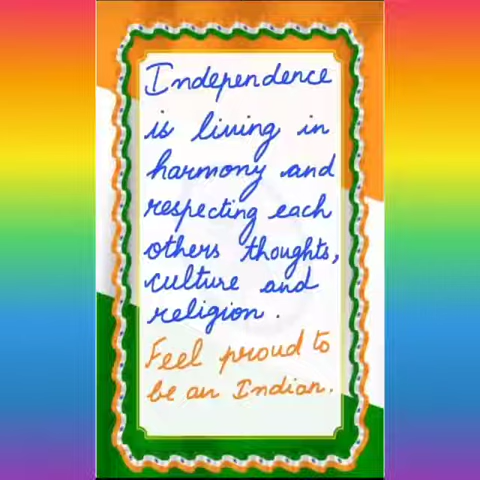 Independence
is living in
harmony and
respecting each
others thoughts,
culture and
religion.
Feel proud to
be an Indian.